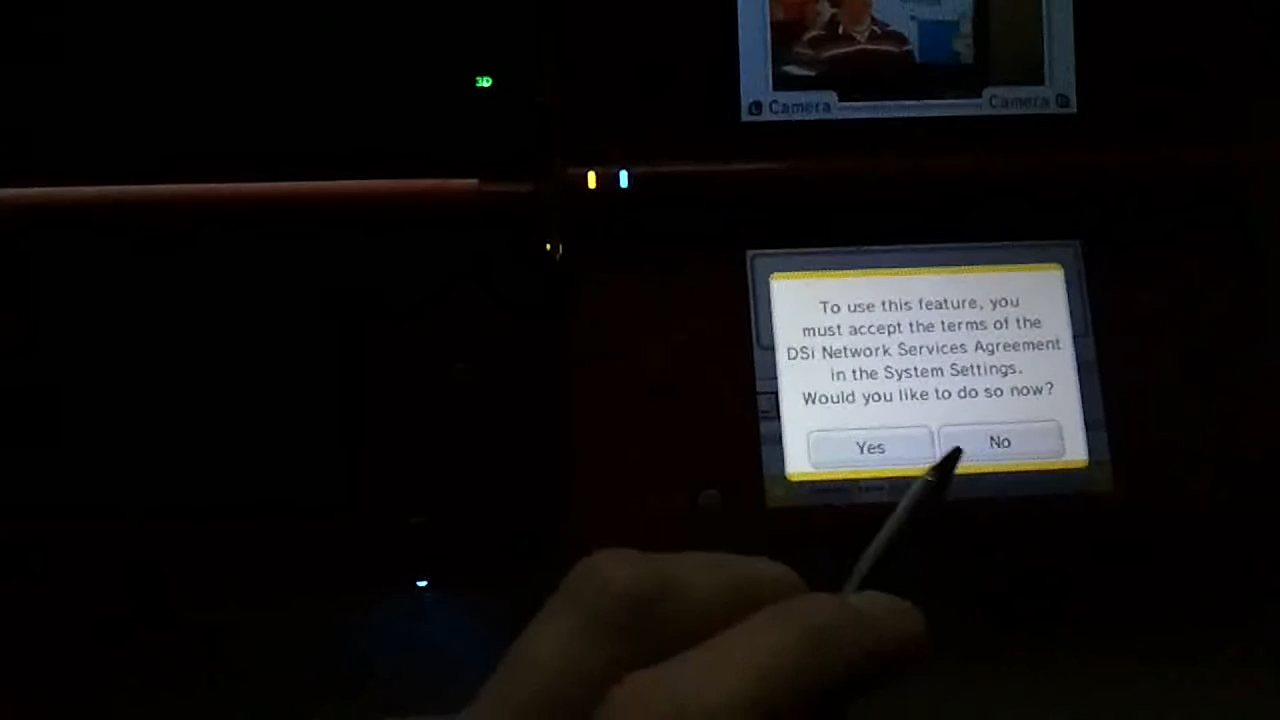 3D
Camera
Camera
To use this feature, you
must accept the terms of the
DSi Network Services Agreement
in the System Settings.
Would you like to do so now?
Yes
No